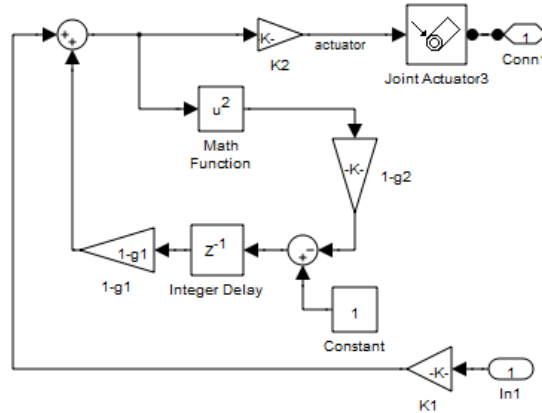 K-
K2
actuator
Joint Actuator3
1
Conn1
u2
Math
Function
-K-
1-g2
1-g1
1-g1
Z-1
Integer Delay
1
Constant
-K-
K1
1
In1